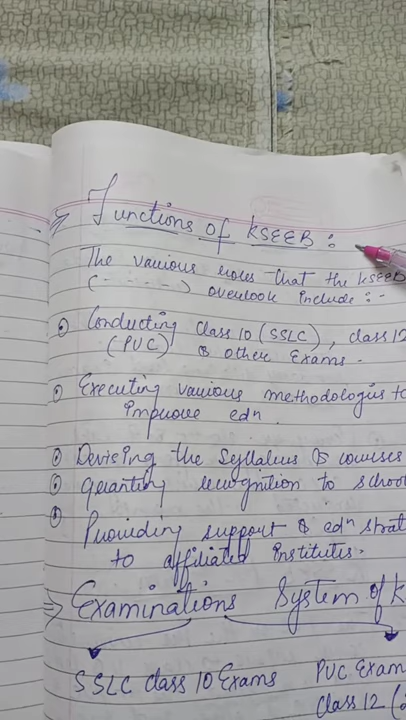 Functions of KSEEB :
The various roles that the KSEEB
(-----) overlook include :-
Conducting class 10 (SSLC), class 12
(PUC) & other Exams.
Executing various methodologies to
improve edn.
Devising the Syllabus & courses
Granting recognition to school
Providing support & edn strat
to affiliated institutes.
=> Examinations System of K
SSLC class 10 Exams PUC Exam
Class 12 (2